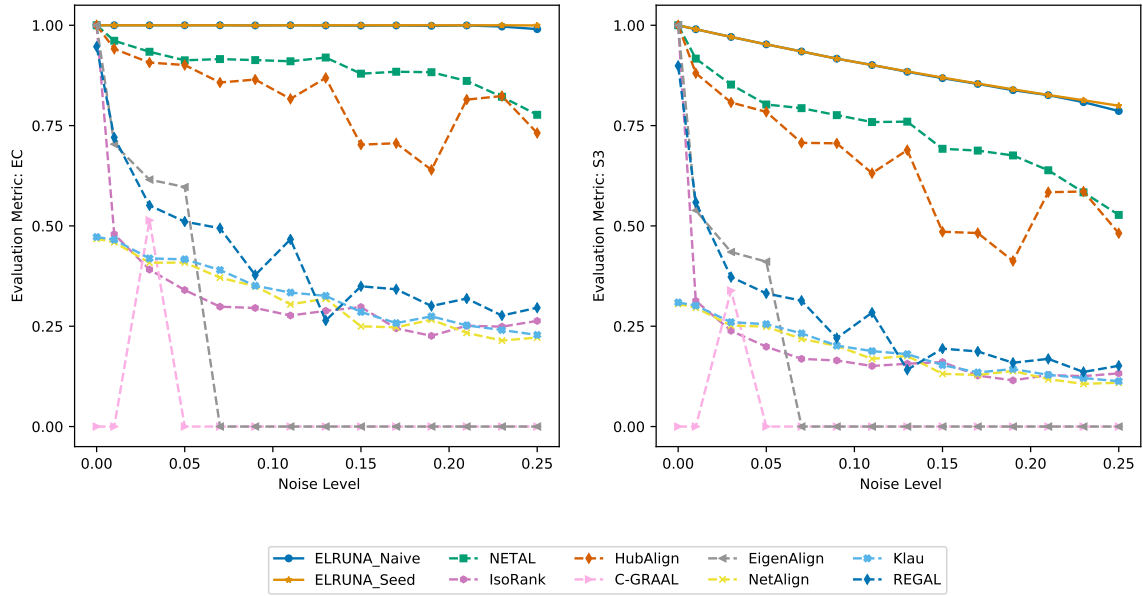 1.00
0.75
0.50
0.25
0.00
Evaluation Metric: EC
0.00 0.05 0.10 0.15 0.20 0.25
Noise Level
1.00
0.75
0.50
0.25
0.00
Evaluation Metric: S3
0.00 0.05 0.10 0.15 0.20 0.25
Noise Level
ELRUNA_Naive NETAL HubAlign EigenAlign Klau
ELRUNA_Seed IsoRank C-GRAAL NetAlign REGAL